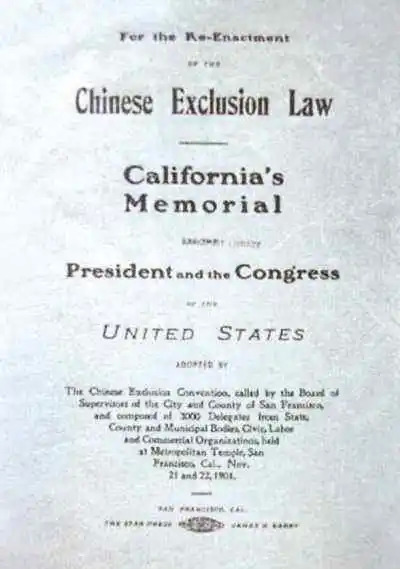 For the Re-Enactment
OF THE
Chinese Exclusion Law
California's
Memorial
President and the Congress
OF THE
UNITED STATES
ADOPTED BY
The Chinese Exclusion Convention, called by the Board of
Supervisors of the City and County of San Francisco,
and composed of 3000 Delegates from State,
County and Municipal Bodies, Civic, Labor
and Commercial Organizations, held
at Metropolitan Temple, San
Francisco, Cal., Nov.
21 and 22, 1901.
SAN FRANCISCO, CAL.
THE STAR PRESS JAMES H. BARRY